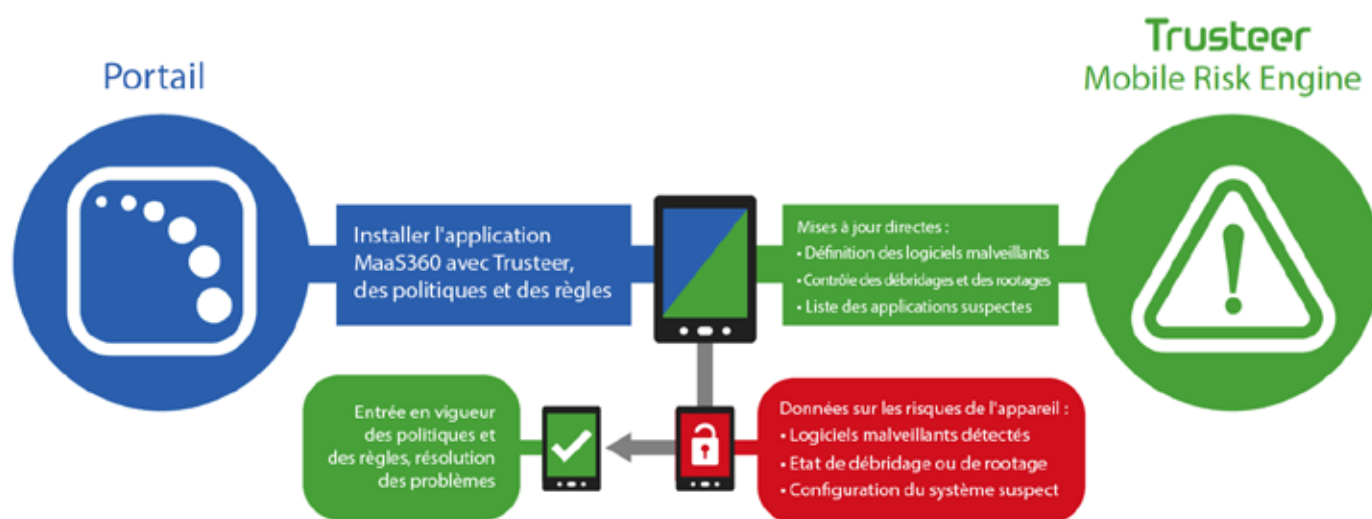 Portail
Trusteer
Mobile Risk Engine
Installer l'application
MaaS360 avec Trusteer,
des politiques et des règles
Mises à jour directes :
• Définition des logiciels malveillants
• Contrôle des débridages et des rootages
• Liste des applications suspectes
Entrée en vigueur
des politiques et
des règles, résolution
des problèmes
Données sur les risques de l'appareil :
• Logiciels malveillants détectés
• Etat de débridage ou de rootage
• Configuration du système suspect